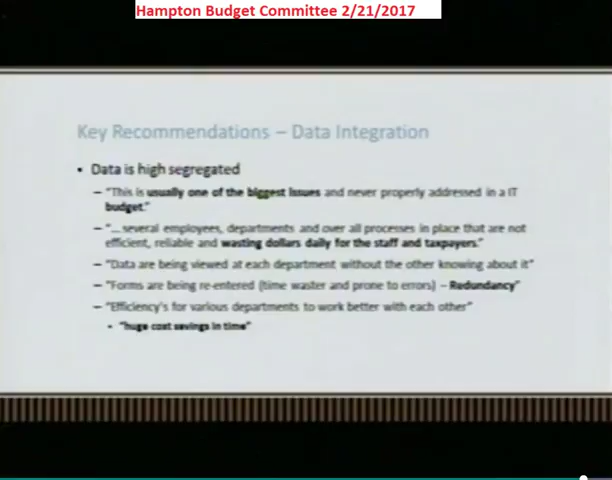 Hampton Budget Committee 2/21/2017
Key Recommendations – Data Integration
• Data is high segregated
– "This is usually one of the biggest issues and never properly addressed in a IT
budget."
– "... several employees, departments and over all processes in place that are not
efficient, reliable and wasting dollars daily for the staff and taxpayers."
– "Data are being viewed at each department without the other knowing about it"
– "Forms are being re-entered (time waster and prone to errors) – Redundancy"
– "Efficiency's for various departments to work better with each other"
• "huge cost savings in time"